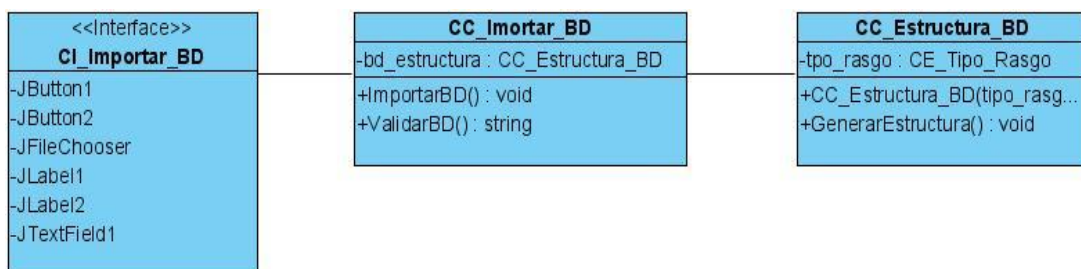 <<Interface>>
CI_Importar_BD
-JButton1
-JButton2
-JFileChooser
-JLabel1
-JLabel2
-JTextField1
CC_Imortar_BD
-bd_estructura : CC_Estructura_BD
+ImportarBD() : void
+ValidarBD() : string
CC_Estructura_BD
-tpo_rasgo : CE_Tipo_Rasgo
+CC_Estructura_BD(tipo_rasg...
+GenerarEstructura() : void